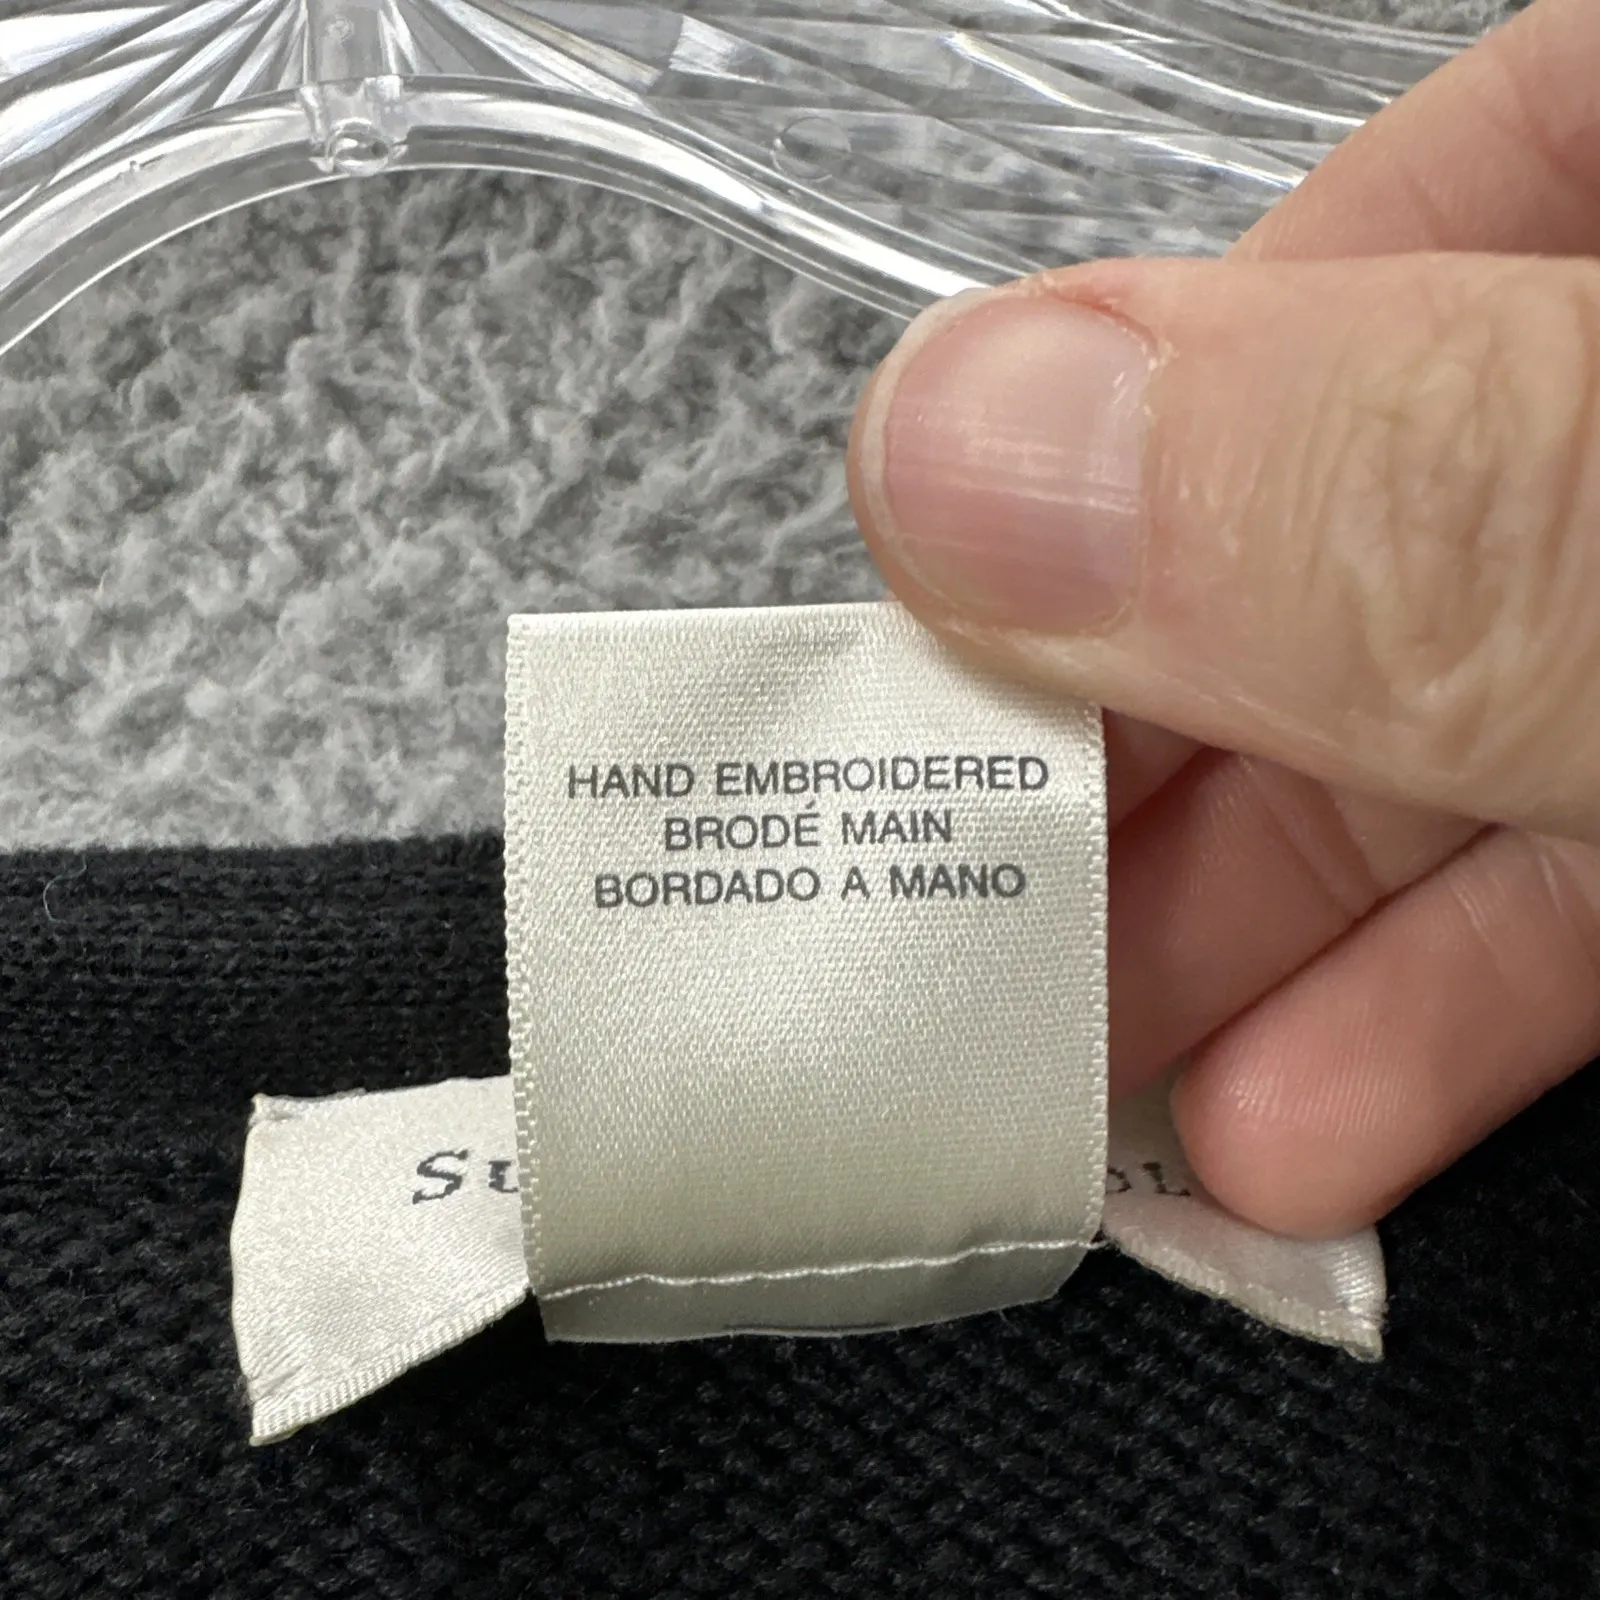 HAND EMBROIDERED
BRODÉ MAIN
BORDADO A MANO